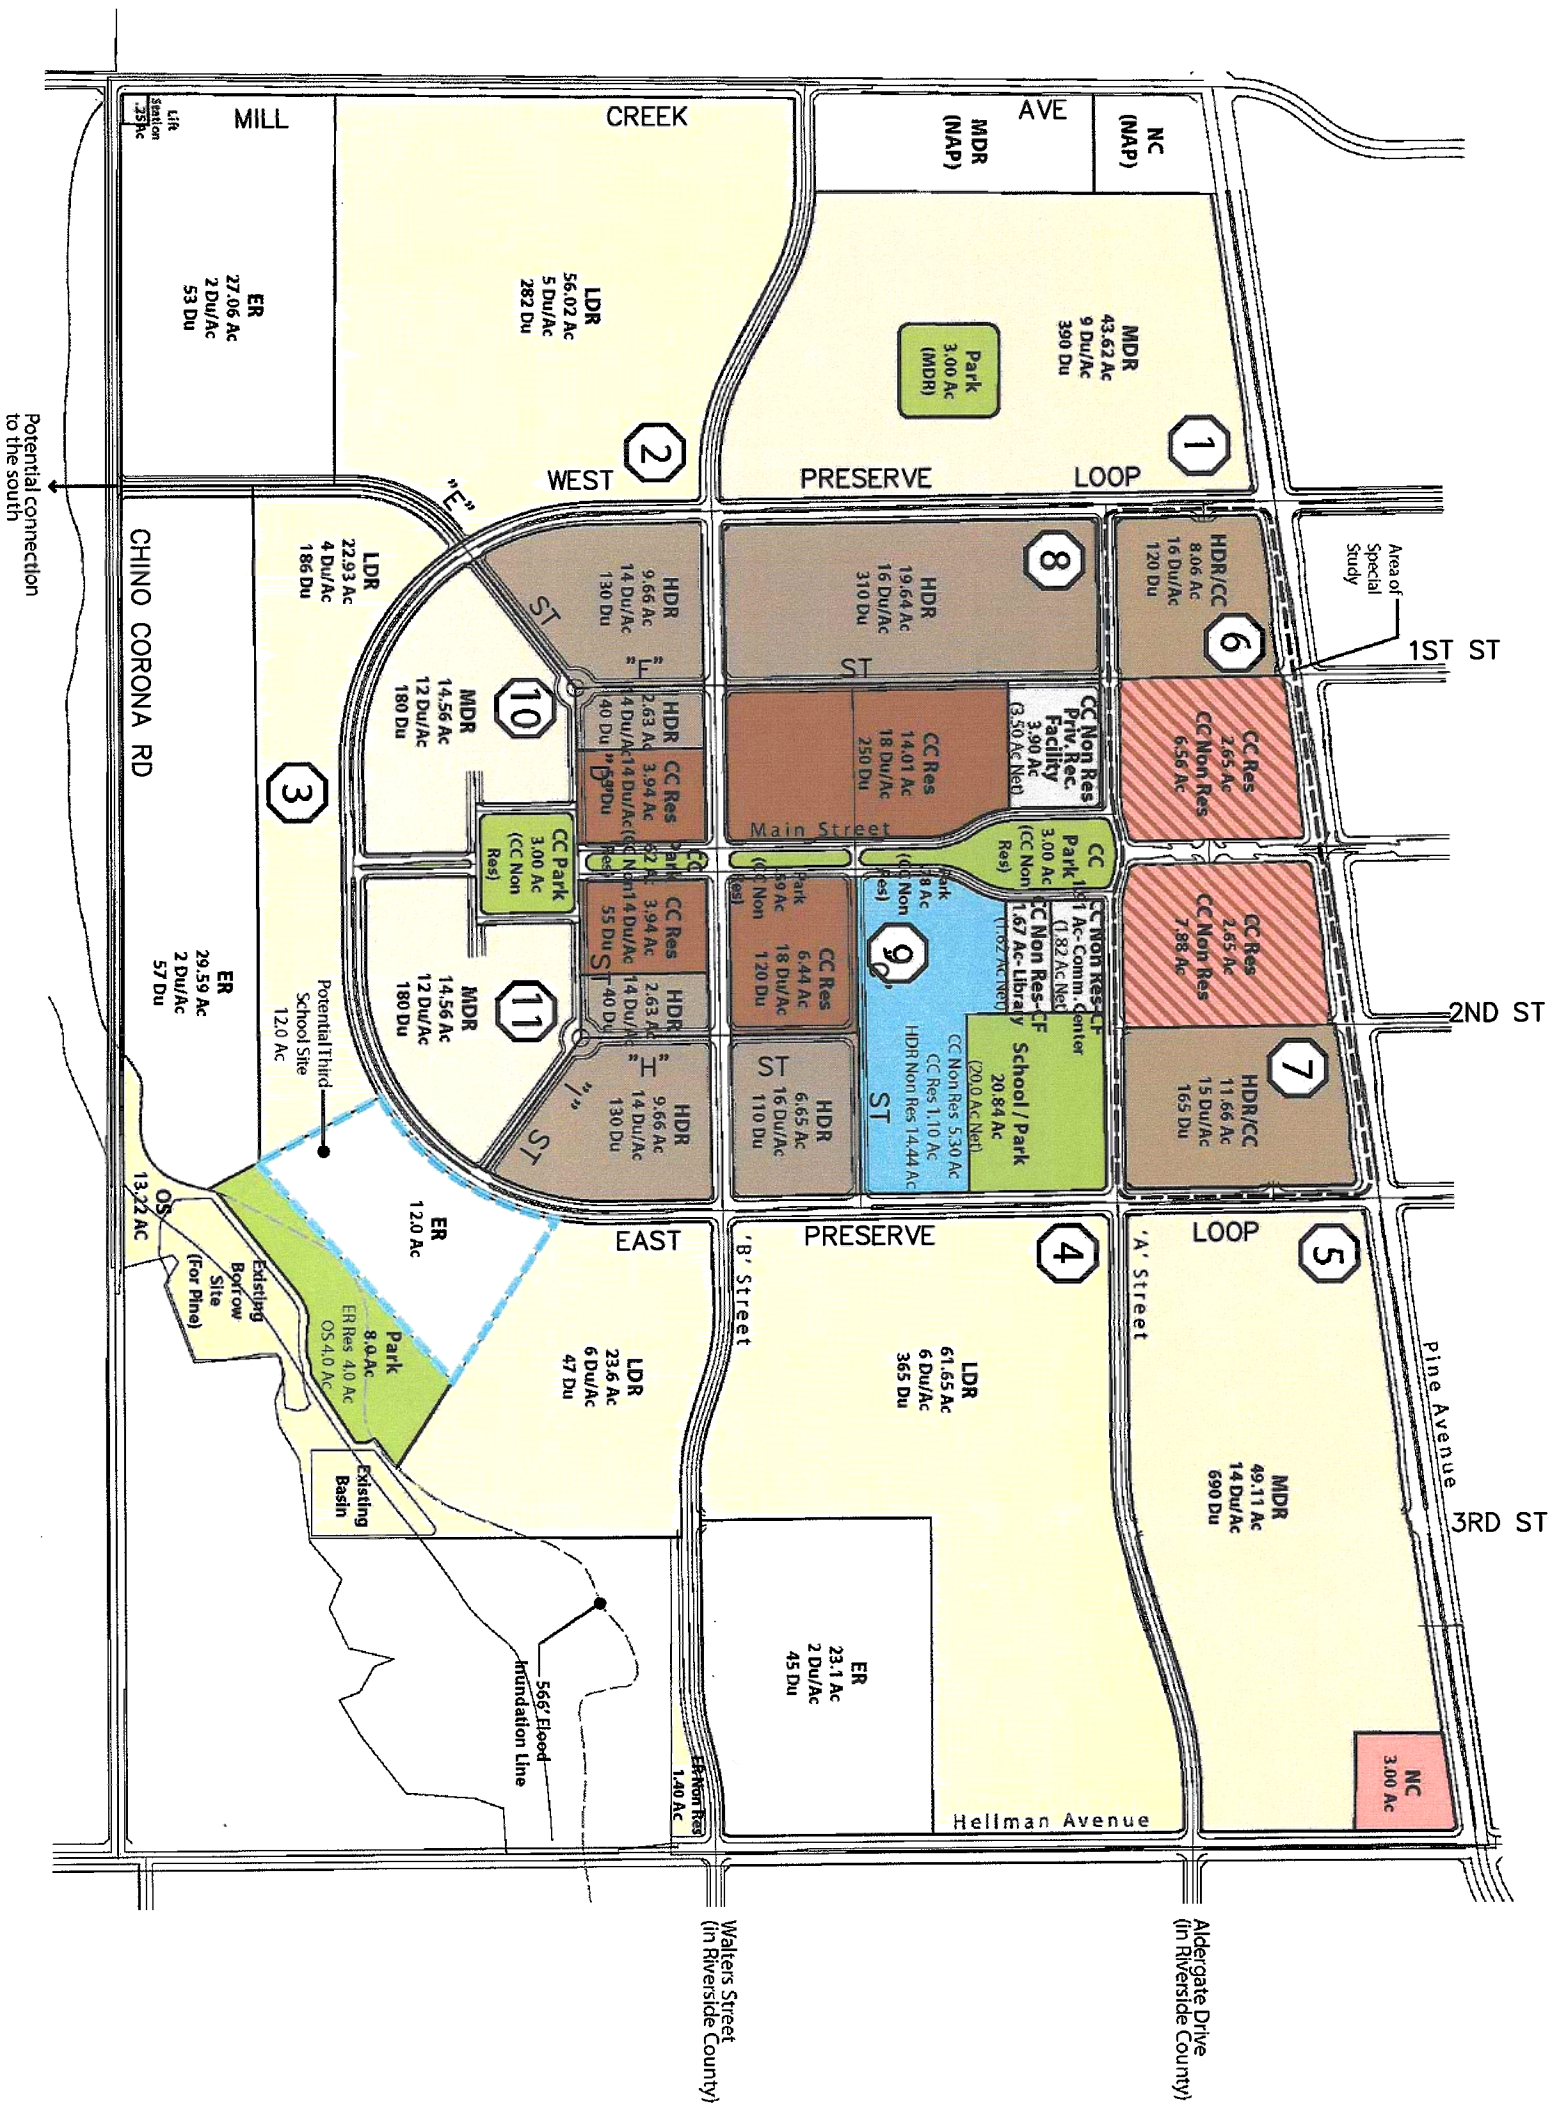 MILL
CREEK
AVE
Lift
Station
.25 Ac
MDR
(NAP)
NC
(NAP)
ER
27.06 Ac
2 Du/Ac
53 Du
LDR
56.02 Ac
5 Du/Ac
282 Du
MDR
43.62 Ac
9 Du/Ac
390 Du
Park
3.00 Ac
(MDR)
1
2
WEST
PRESERVE
LOOP
Potential connection
to the south
"E"
ST
CHINO CORONA RD
LDR
22.93 Ac
4 Du/Ac
186 Du
HDR
9.66 Ac
14 Du/Ac
130 Du
"F"
ST
HDR
19.64 Ac
16 Du/Ac
310 Du
8
HDR/CC
8.06 Ac
16 Du/Ac
120 Du
6
Area of
Special
Study
1ST ST
3
MDR
14.56 Ac
12 Du/Ac
180 Du
10
HDR
2.63 Ac
14 Du/Ac
40 Du
CC Res
3.94 Ac
14 Du/Ac
"D"
CC Res
14.01 Ac
18 Du/Ac
250 Du
CC Non Res
Priv. Rec.
Facility
3.90 Ac
(3.50 Ac Net)
CC Res
2.65 Ac
CC Non Res
6.56 Ac
Main Street
CC Park
3.00 Ac
(CC Non
Res)
CC
Park
(CC Non
Res)
Park
.59 Ac
(CC Non
Res)
Park
(CC Non
Res)
CC
Park
3.00 Ac
(CC Non
Res)
CC Res
2.65 Ac
CC Non Res
7.88 Ac
CC Res
3.94 Ac
14 Du/Ac
55 Du
ST
HDR
2.63 Ac
14 Du/Ac
40 Du
CC Res
6.44 Ac
18 Du/Ac
120 Du
9
CC Non Res-CF
Ac- Comm. Center
(1.82 Ac Net)
CC Non Res-CF
1.67 Ac- Library
(1.62 Ac Net)
2ND ST
MDR
14.56 Ac
12 Du/Ac
180 Du
11
ER
29.59 Ac
2 Du/Ac
57 Du
Potential Third
School Site
12.0 Ac
"I"
ST
"H"
ST
HDR
9.66 Ac
14 Du/Ac
130 Du
HDR
6.65 Ac
16 Du/Ac
110 Du
ST
CC Non Res 5.30 Ac
CC Res 1.10 Ac
HDR Non Res 14.44 Ac
School / Park
20.84 Ac
(20.0 Ac Net)
HDR/CC
11.66 Ac
15 Du/Ac
165 Du
7
EAST
PRESERVE
LOOP
4
5
'B' Street
'A' Street
Pine Avenue
OS
13.22 AC
Existing
Borrow
Site
(For Pine)
ER
12.0 Ac
Park
8.0 Ac
ER Res 4.0 Ac
OS 4.0 Ac
LDR
23.6 Ac
6 Du/Ac
47 Du
LDR
61.65 Ac
6 Du/Ac
365 Du
MDR
49.11 Ac
14 Du/Ac
690 Du
3RD ST
Existing
Basin
566' Flood
Inundation Line
ER
23.1 Ac
2 Du/Ac
45 Du
NC
3.00 Ac
ER Non Res
1.40 Ac
Hellman Avenue
Walters Street
(in Riverside County)
Aldergate Drive
(in Riverside County)